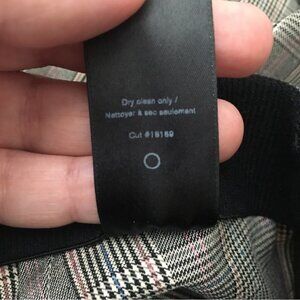 Dry clean only /
Nettoyer à sec seulement
Cut #18169